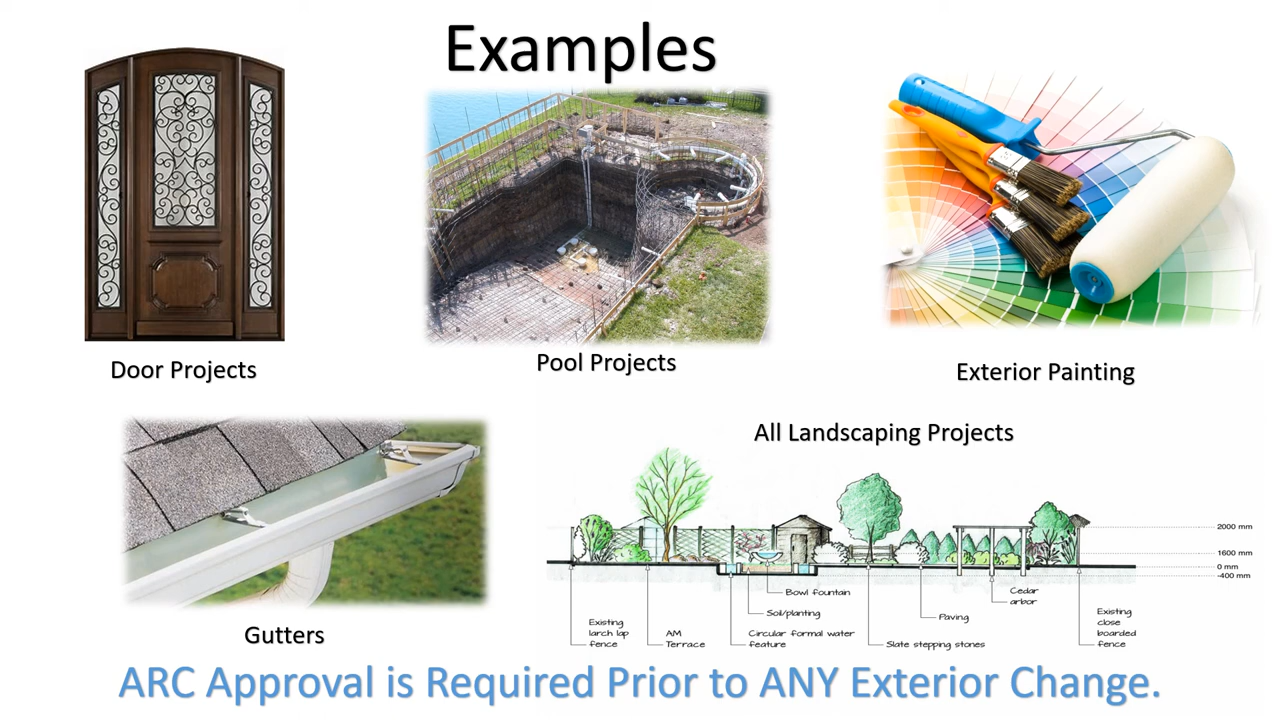 Examples
Door Projects
Pool Projects
Exterior Painting
Gutters
All Landscaping Projects
2000 mm
1600 mm
0 mm
-400 mm
Bowl fountain
Cedar
arbor
Soil/planting
Paving
Existing
larch lap
fence
AM
Terrace
Circular formal water
feature
Slate stepping stones
Existing
close
boarded
fence
ARC Approval is Required Prior to ANY Exterior Change.